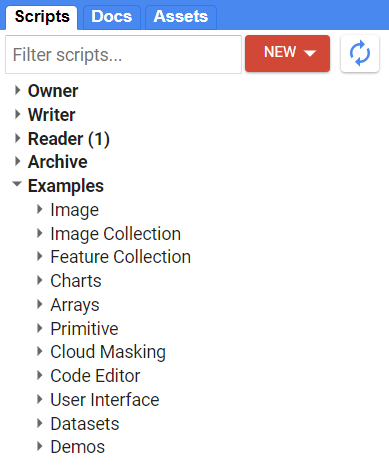 Scripts Docs Assets
Filter scripts... NEW
Owner
Writer
Reader (1)
Archive
Examples
Image
Image Collection
Feature Collection
Charts
Arrays
Primitive
Cloud Masking
Code Editor
User Interface
Datasets
Demos